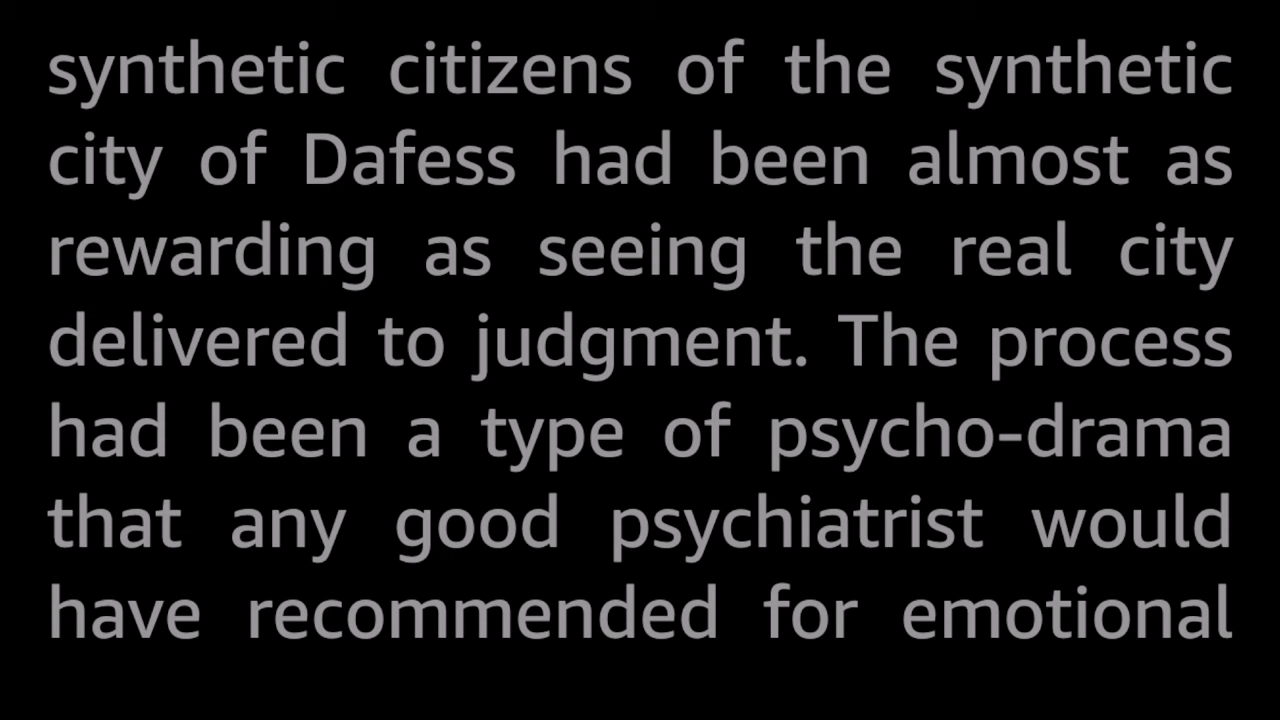 synthetic citizens of the synthetic
city of Dafess had been almost as
rewarding as seeing the real city
delivered to judgment. The process
had been a type of psycho-drama
that any good psychiatrist would
have recommended for emotional